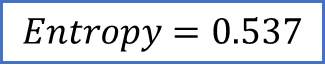 Entropy = 0.537